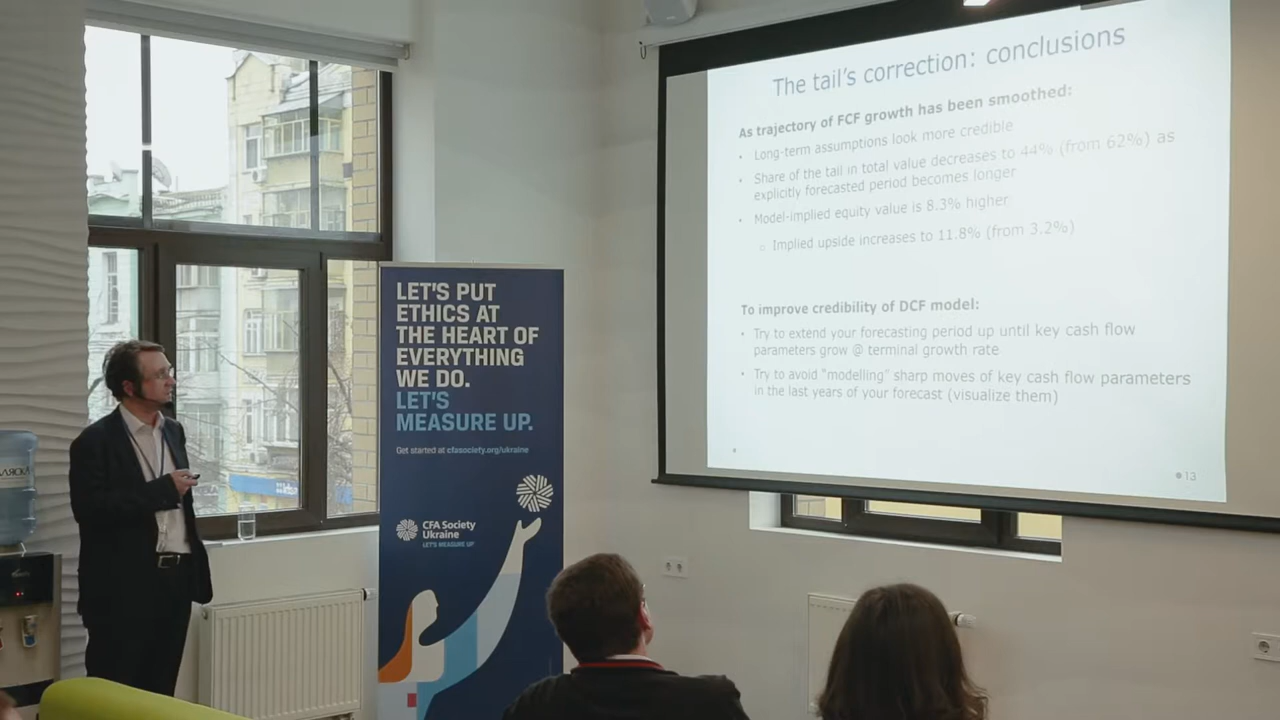 The tail's correction: conclusions
As trajectory of FCF growth has been smoothed:
Long-term assumptions look more credible
Share of the tail in total value decreases to 44% (from 62%) as
explicitly forecasted period becomes longer
Model-implied equity value is 8.3% higher
Implied upside increases to 11.8% (from 3.2%)
To improve credibility of DCF model:
Try to extend your forecasting period up until key cash flow
parameters grow @ terminal growth rate
Try to avoid "modelling" sharp moves of key cash flow parameters
in the last years of your forecast (visualize them)
13
LET'S PUT
ETHICS AT
THE HEART OF
EVERYTHING
WE DO.
LET'S
MEASURE UP.
Get started at cfasociety.org/ukraine
CFA Society
Ukraine
LET'S MEASURE UP